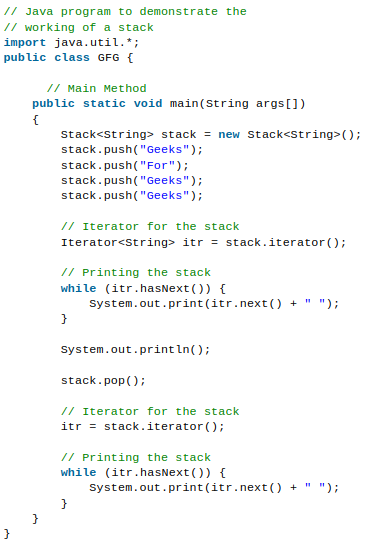 // Java program to demonstrate the
// working of a stack
import java.util.*;
public class GFG {
// Main Method
public static void main(String args[])
{
Stack<String> stack = new Stack<String>();
stack.push("Geeks");
stack.push("For");
stack.push("Geeks");
stack.push("Geeks");
// Iterator for the stack
Iterator<String> itr = stack.iterator();
// Printing the stack
while (itr.hasNext()) {
System.out.print(itr.next() + " ");
}
System.out.println();
stack.pop();
// Iterator for the stack
itr = stack.iterator();
// Printing the stack
while (itr.hasNext()) {
System.out.print(itr.next() + " ");
}
}
}